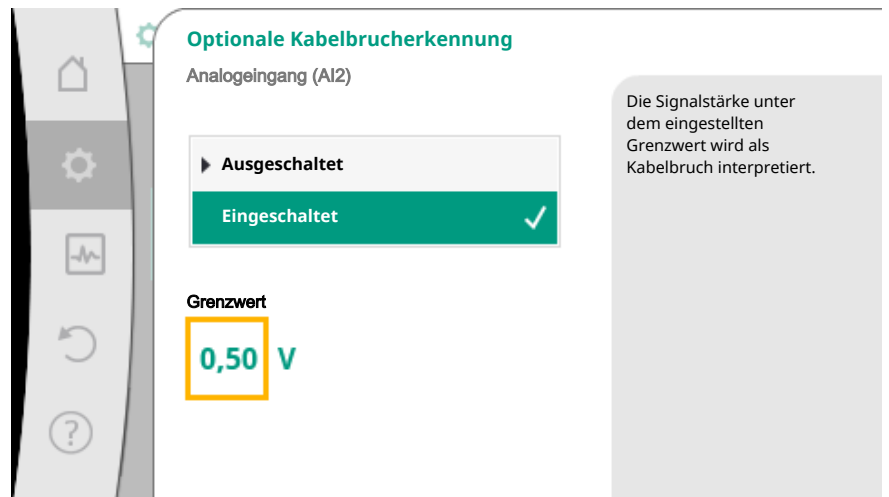 Optionale Kabelbrucherkennung
Analogeingang (AI2)
Die Signalstärke unter
dem eingestellten
Grenzwert wird als
Kabelbruch interpretiert.
Ausgeschaltet
Eingeschaltet
Grenzwert
0,50 V
?